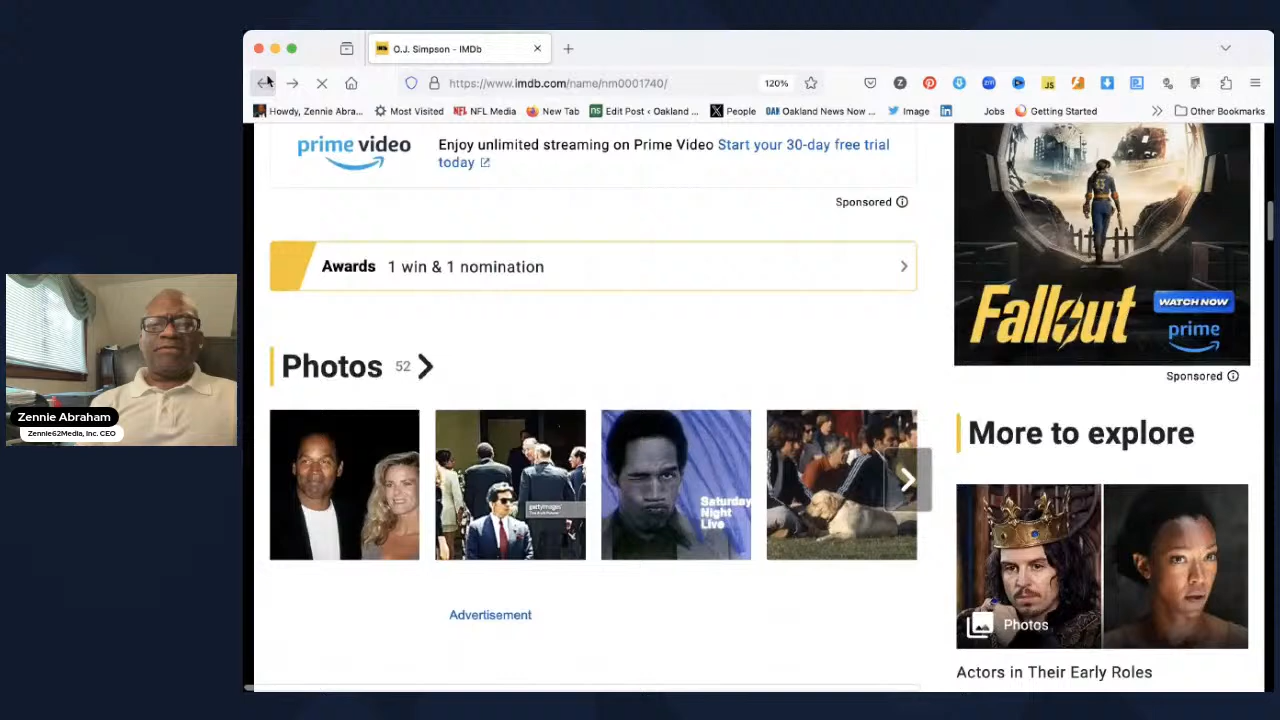 O.J. Simpson - IMDb
https://www.imdb.com/name/nm0001740/
120%
Howdy, Zennie Abra...
Most Visited
NFL Media
New Tab
Edit Post ‹ Oakland ...
People
Oakland News Now ...
Image
Jobs
Getting Started
Other Bookmarks
prime video
Enjoy unlimited streaming on Prime Video Start your 30-day free trial
today
Sponsored
Awards 1 win & 1 nomination
Photos 52
gettyimages
Saturday
Night
Live
Advertisement
Fallout
WATCH NOW
prime
Sponsored
More to explore
Photos
Actors in Their Early Roles
Zennie Abraham
Zennie62Media, Inc. CEO